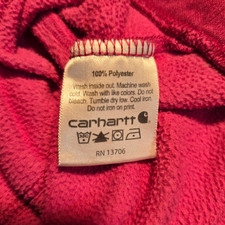 100% Polyester
Wash inside out. Machine wash
cold. Wash with like colors. Do not
bleach. Tumble dry low. Cool iron.
Do not iron on print.
carhartt
RN 13706